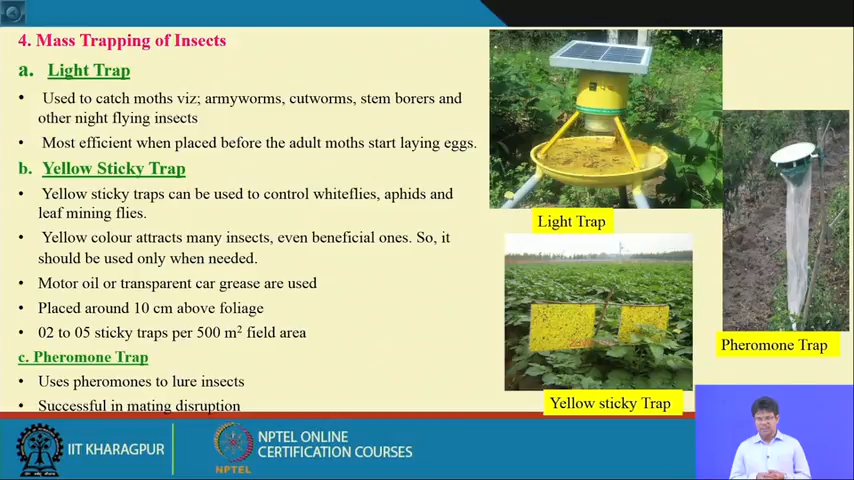 4. Mass Trapping of Insects
a. Light Trap
• Used to catch moths viz; armyworms, cutworms, stem borers and
other night flying insects
• Most efficient when placed before the adult moths start laying eggs.
b. Yellow Sticky Trap
• Yellow sticky traps can be used to control whiteflies, aphids and
leaf mining flies.
• Yellow colour attracts many insects, even beneficial ones. So, it
should be used only when needed.
• Motor oil or transparent car grease are used
• Placed around 10 cm above foliage
• 02 to 05 sticky traps per 500 m² field area
c. Pheromone Trap
• Uses pheromones to lure insects
• Successful in mating disruption
Light Trap
Pheromone Trap
Yellow sticky Trap
IIT KHARAGPUR
NPTEL
NPTEL ONLINE
CERTIFICATION COURSES